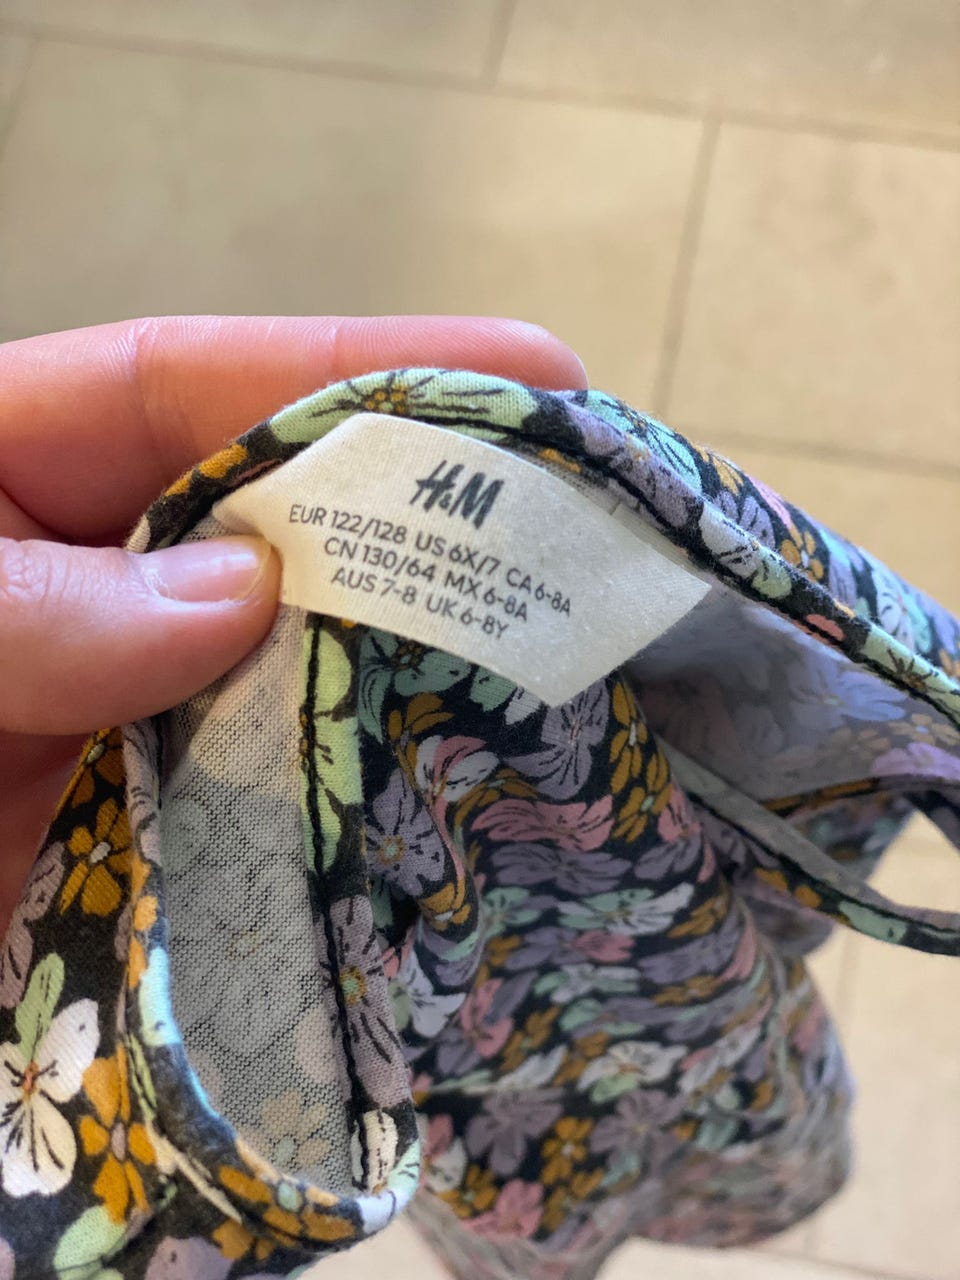 H&M
EUR 122/128 US 6X/7 CA 6-8A
CN 130/64 MX 6-8A
AUS 7-8 UK 6-8Y